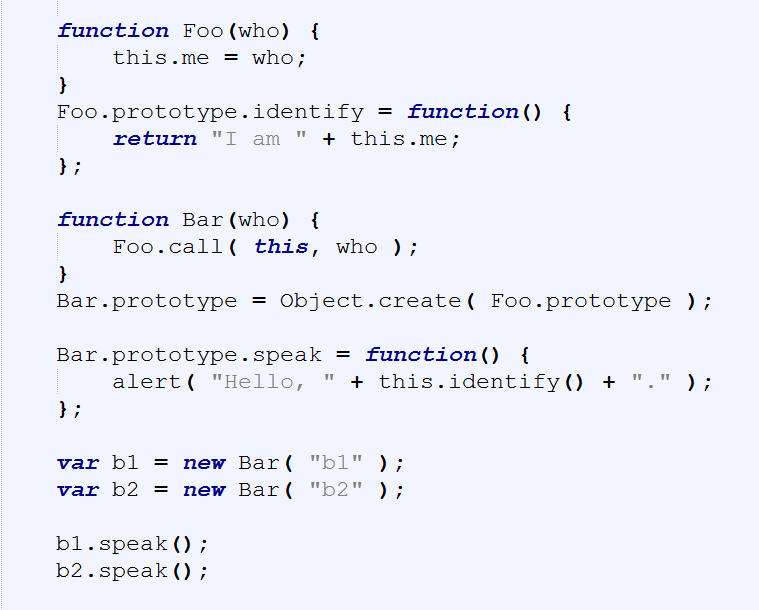 function Foo(who) {
    this.me = who;
}
Foo.prototype.identify = function() {
    return "I am " + this.me;
};

function Bar(who) {
    Foo.call( this, who );
}
Bar.prototype = Object.create( Foo.prototype );

Bar.prototype.speak = function() {
    alert( "Hello, " + this.identify() + "." );
};

var b1 = new Bar( "b1" );
var b2 = new Bar( "b2" );

b1.speak();
b2.speak();